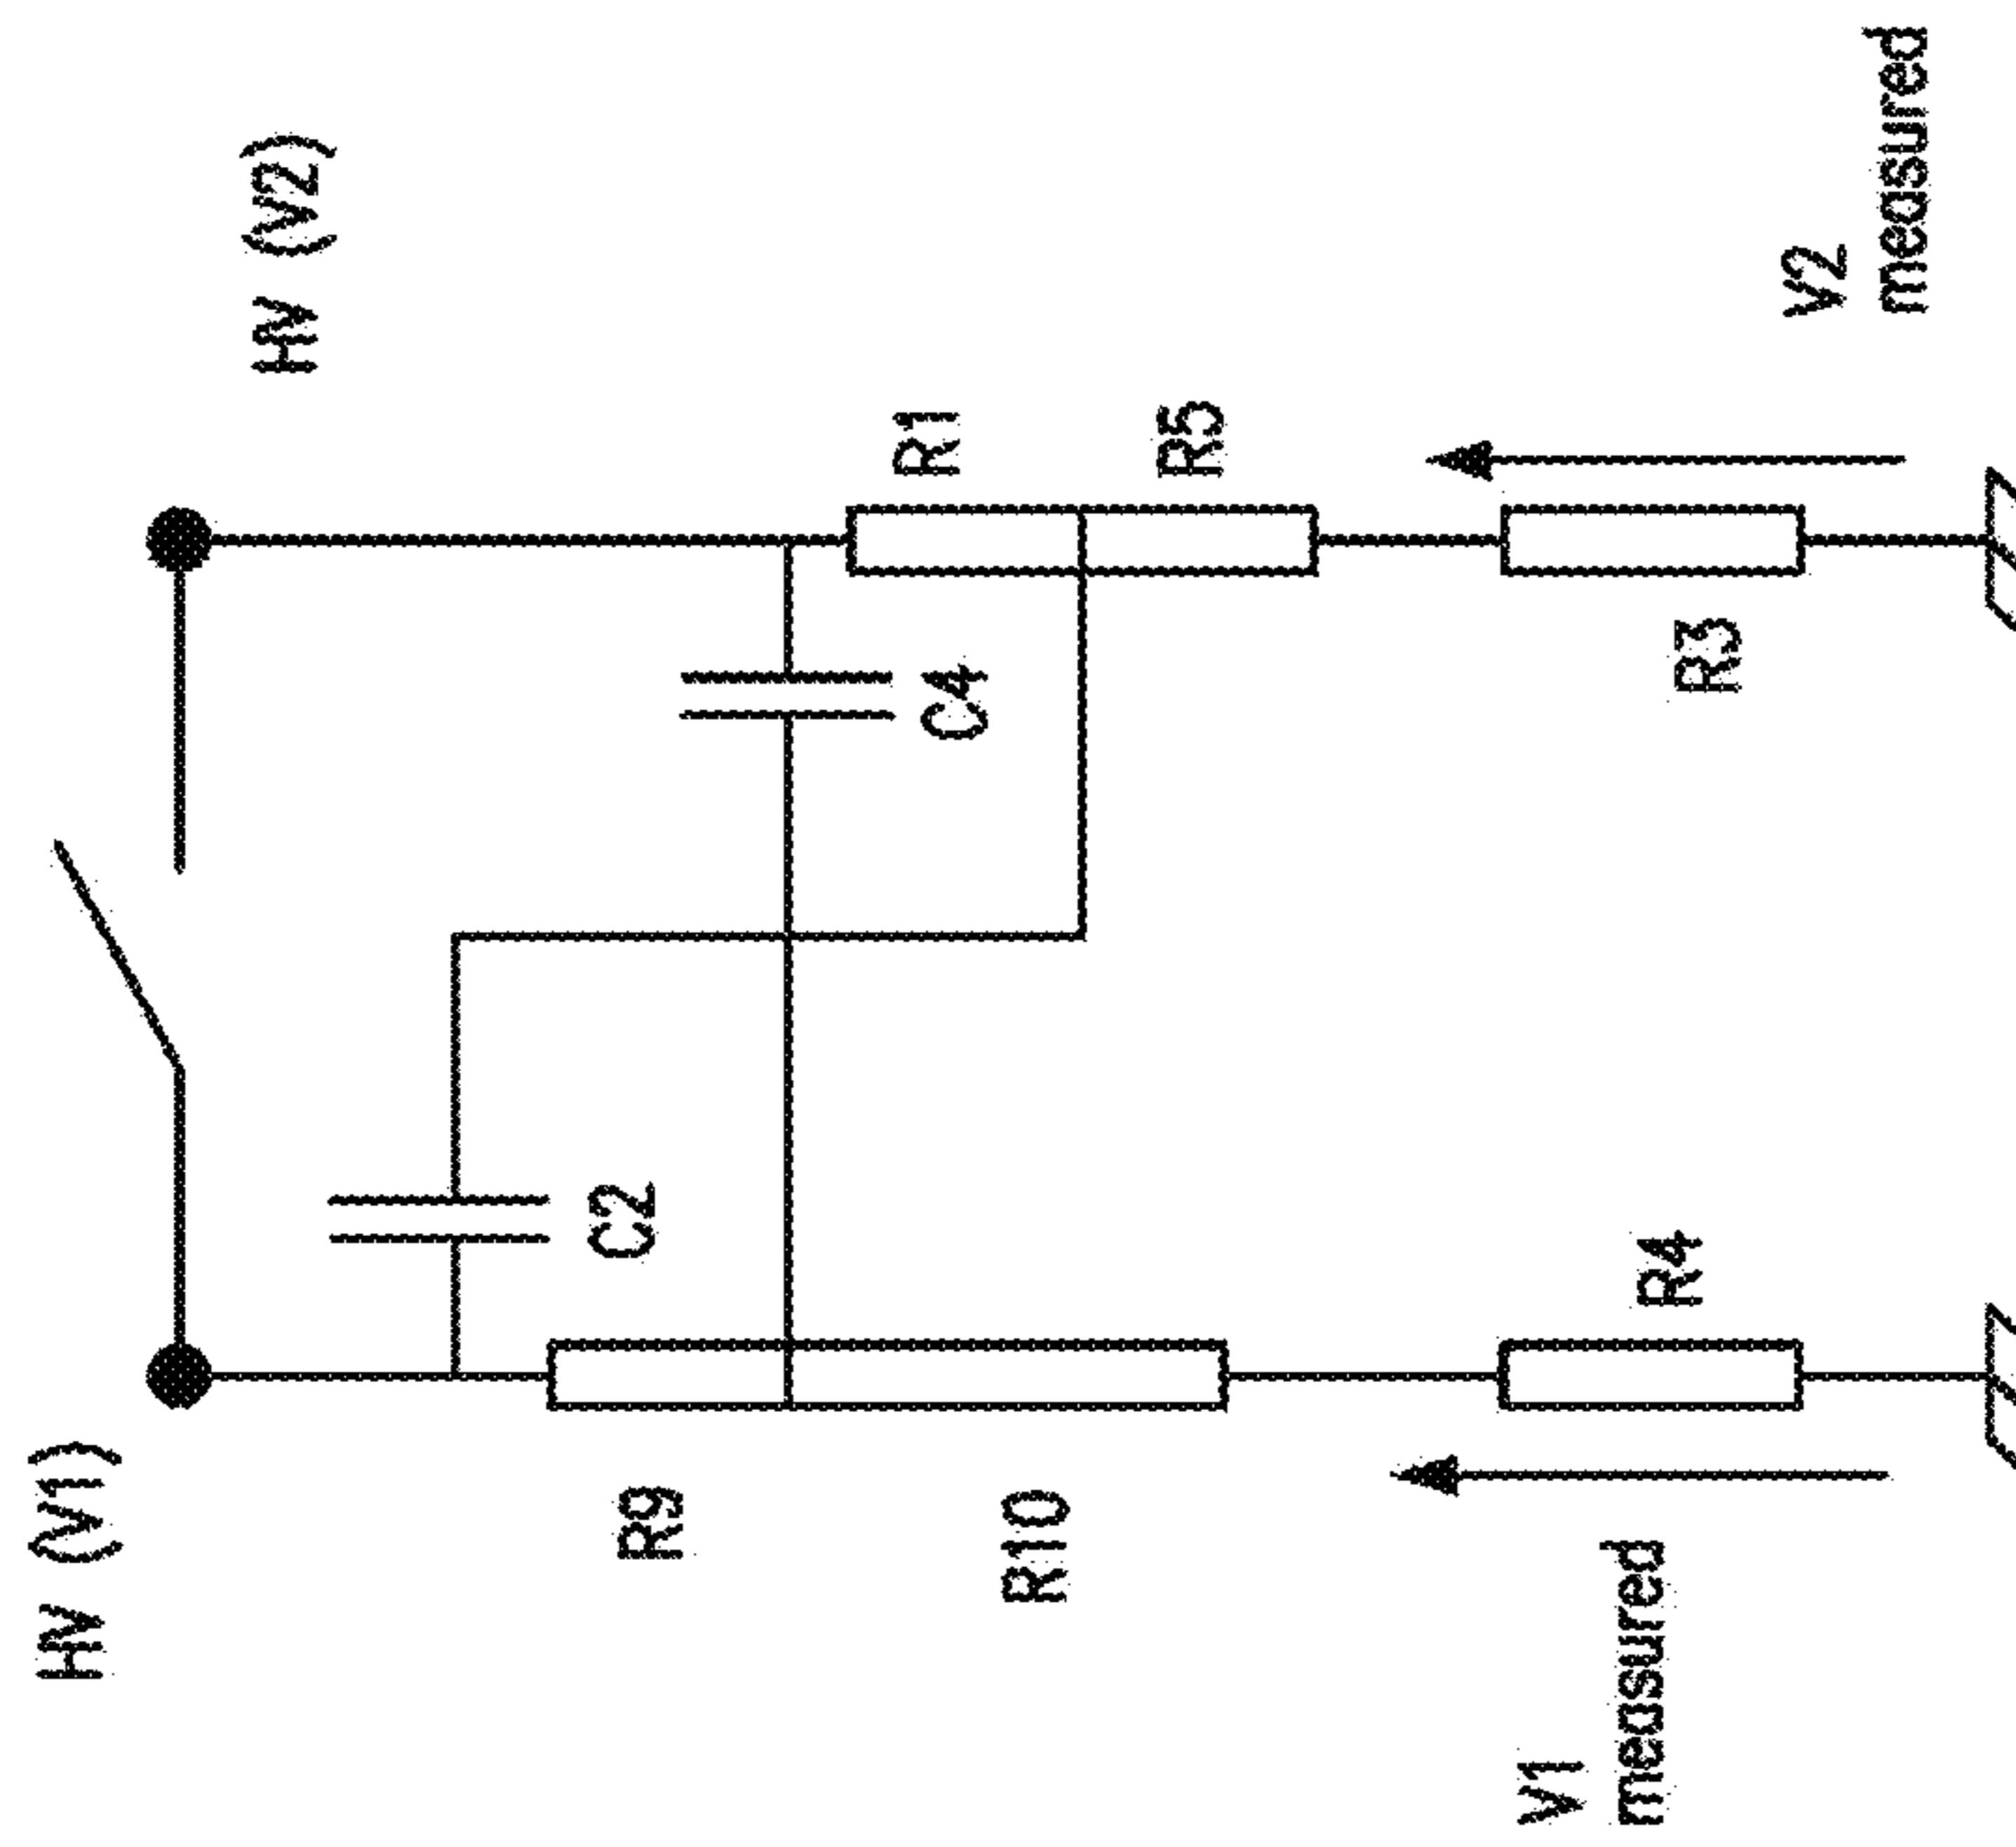 HV (V1)
HV (V2)
C2
C4
R9
R10
R1
R5
R4
R3
V1
measured
V2
measured